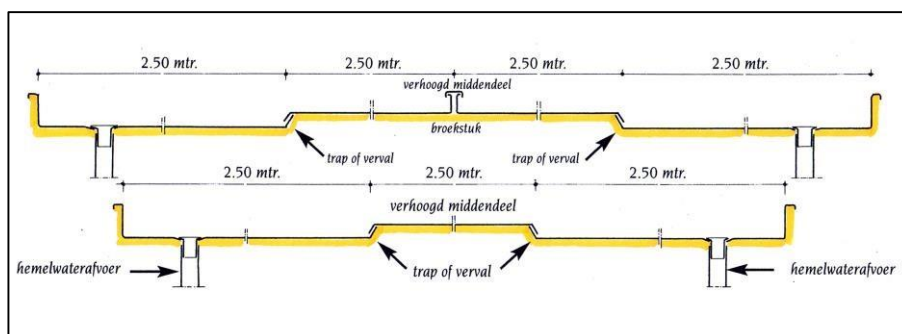 2.50 mtr. 2.50 mtr. 2.50 mtr. 2.50 mtr.
verhoogd middendeel
broekstuk
trap of verval trap of verval
2.50 mtr. 2.50 mtr. 2.50 mtr.
verhoogd middendeel
hemelwaterafvoer trap of verval hemelwaterafvoer